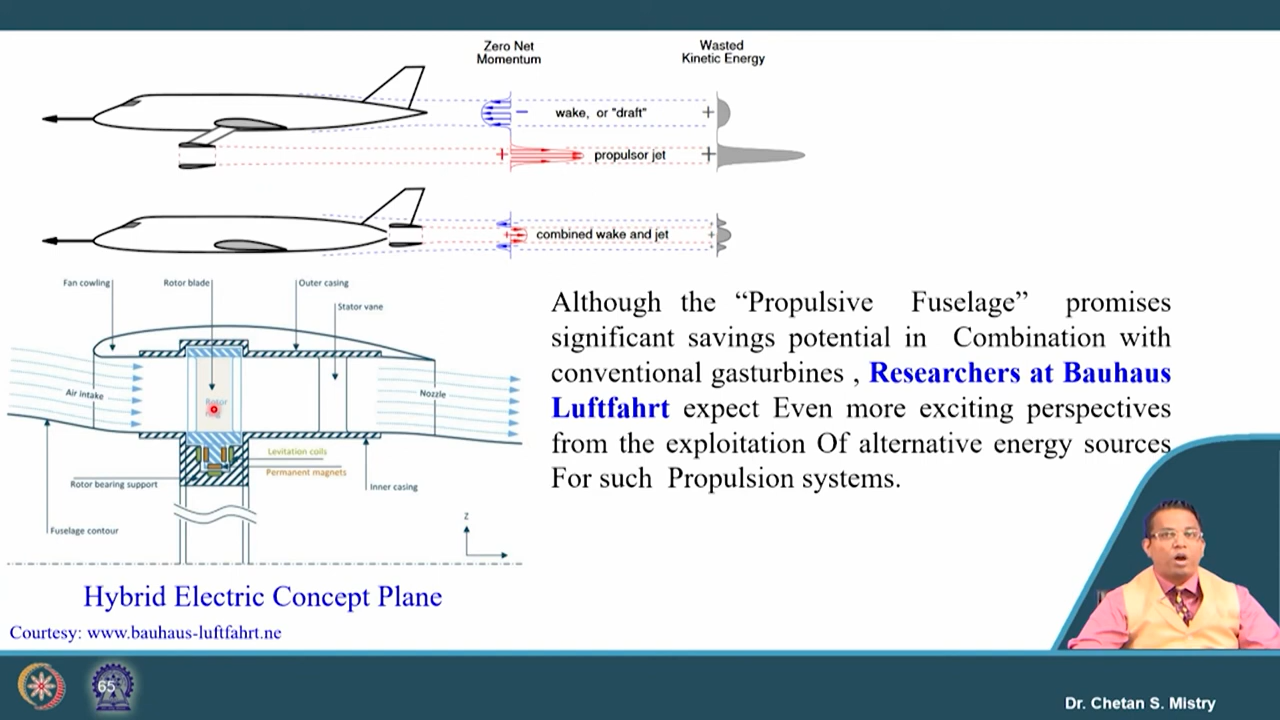 Zero Net
Momentum
Wasted
Kinetic Energy
wake, or "draft"
propulsor jet
combined wake and jet
Fan cowling
Rotor blade
Outer casing
Stator vane
Air intake
Rotor
Nozzle
Levitation coils
Permanent magnets
Rotor bearing support
Inner casing
Fuselage contour
z
Although the “Propulsive Fuselage” promises
significant savings potential in Combination with
conventional gasturbines , Researchers at Bauhaus
Luftfahrt expect Even more exciting perspectives
from the exploitation Of alternative energy sources
For such Propulsion systems.
Hybrid Electric Concept Plane
Courtesy: www.bauhaus-luftfahrt.ne
65
Dr. Chetan S. Mistry